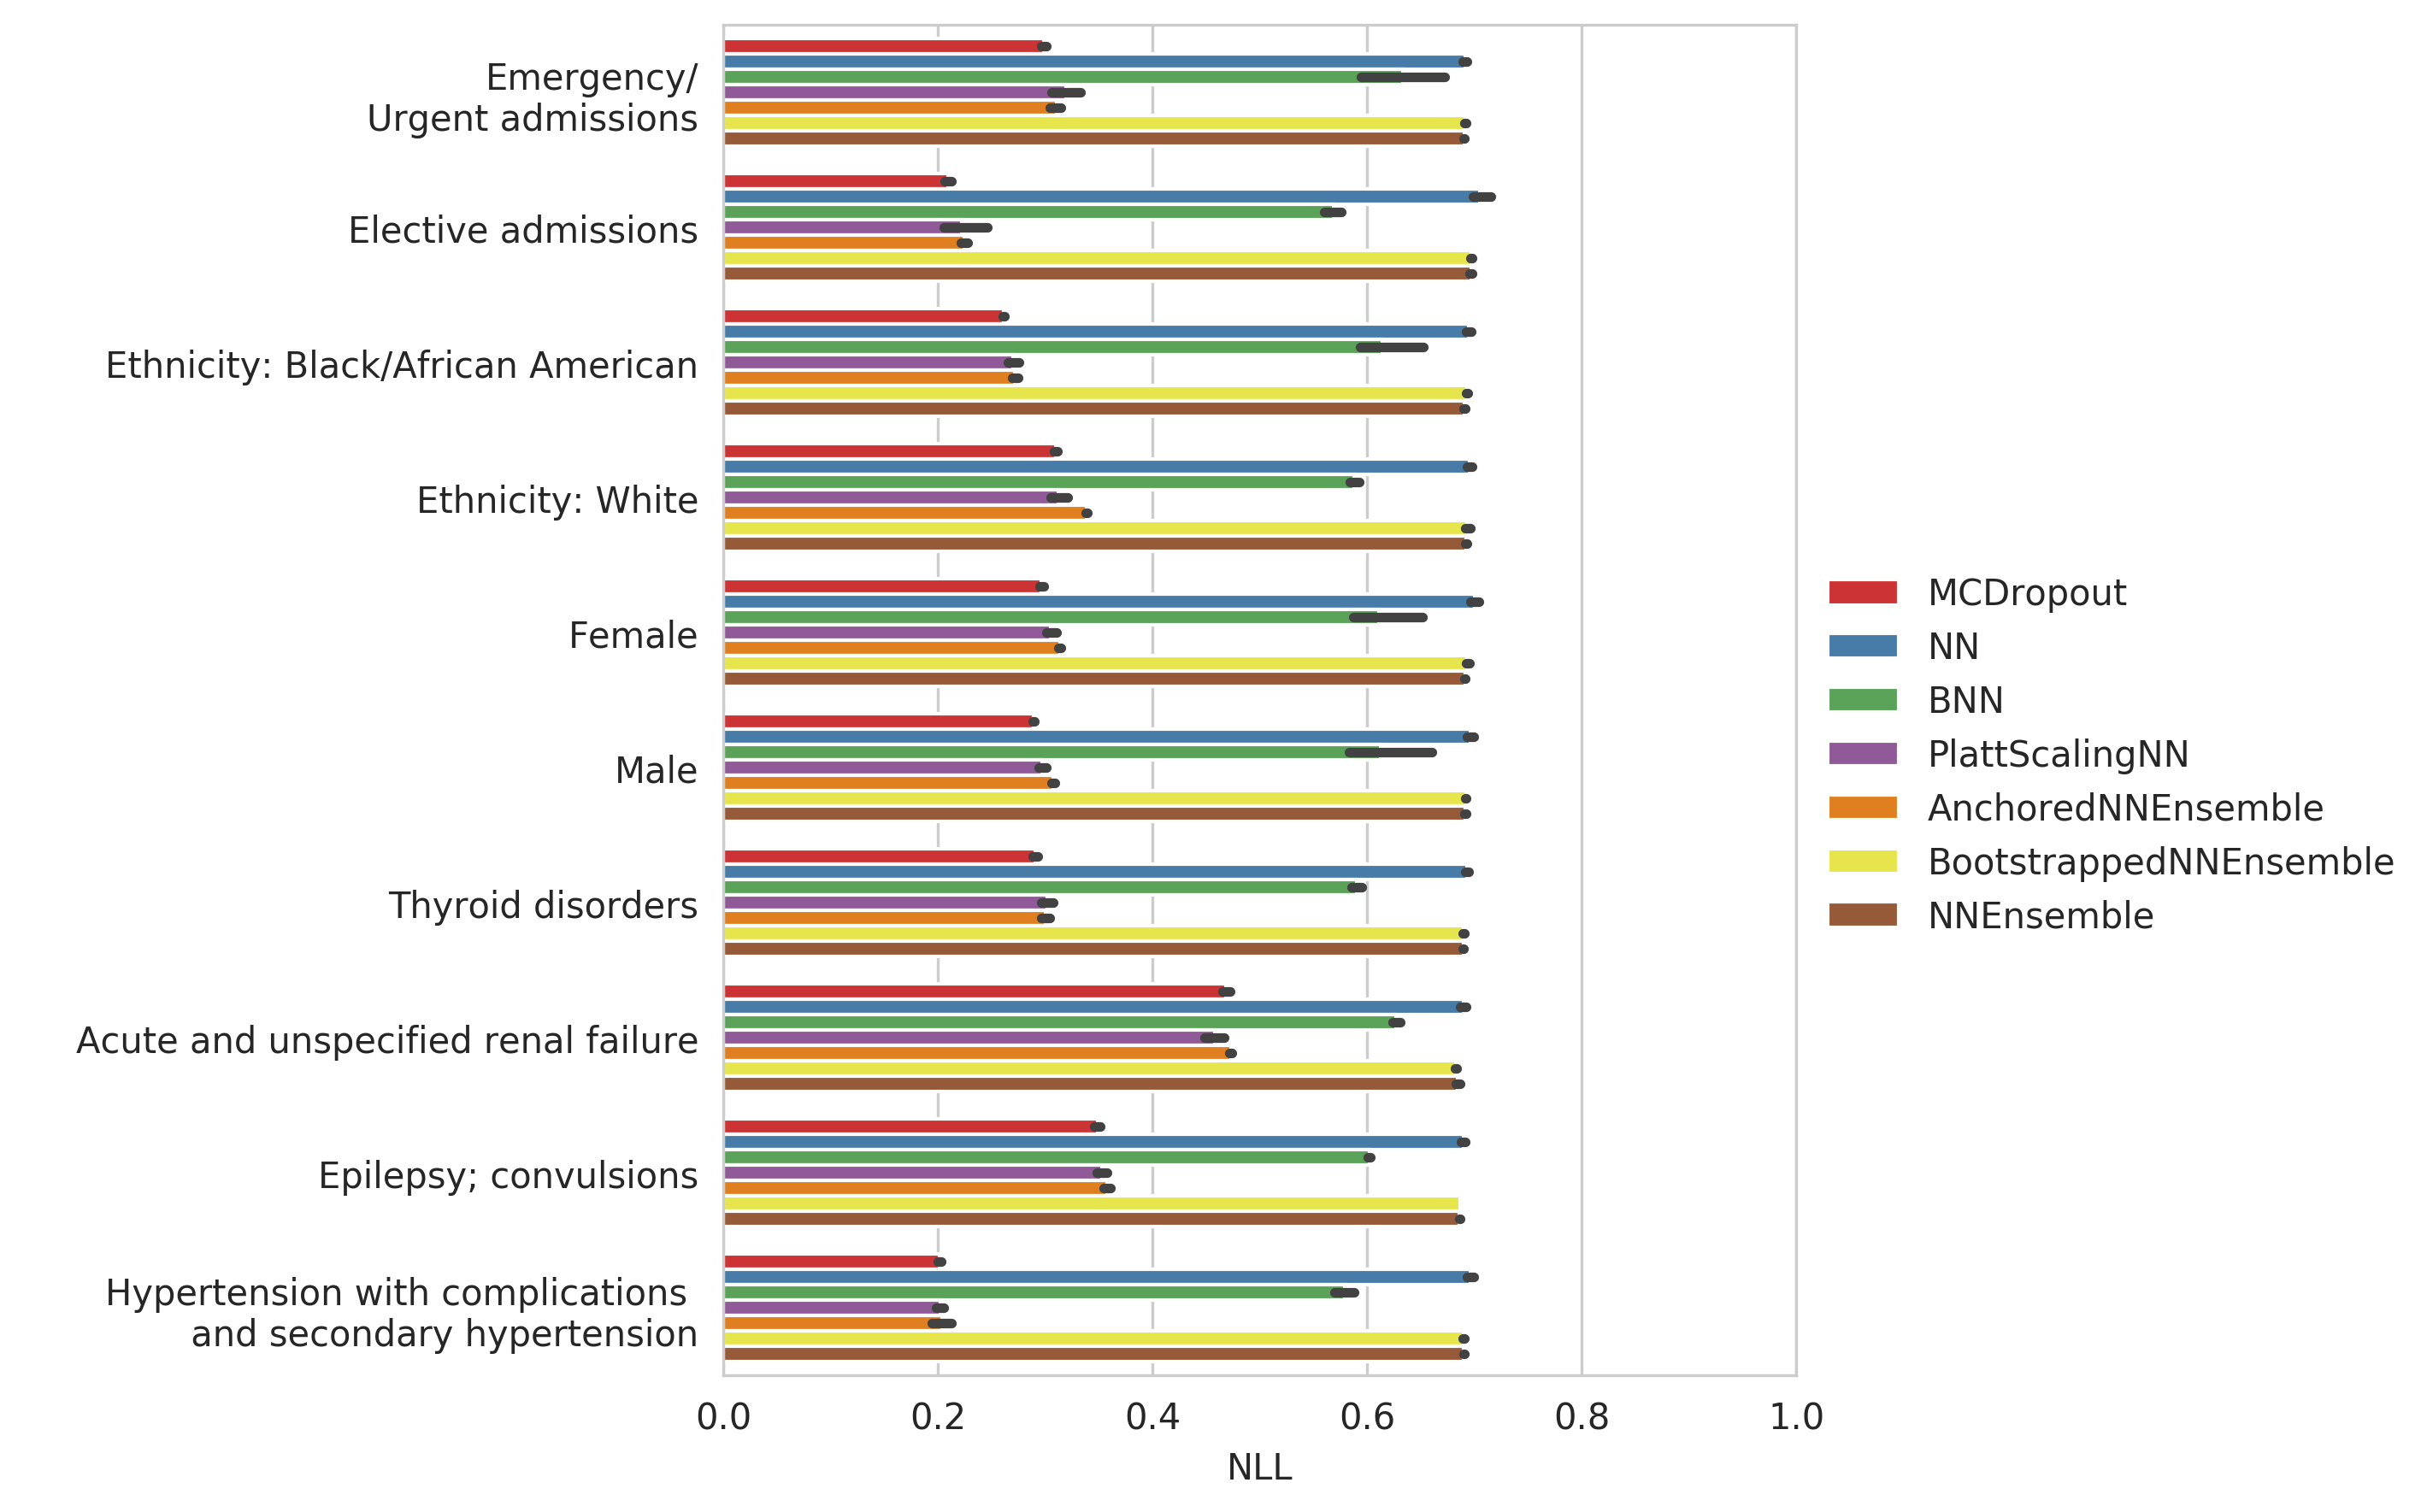 Emergency/
Urgent admissions
Elective admissions
Ethnicity: Black/African American
Ethnicity: White
Female
Male
Thyroid disorders
Acute and unspecified renal failure
Epilepsy; convulsions
Hypertension with complications
and secondary hypertension
0.0 0.2 0.4 0.6 0.8 1.0
NLL
MCDropout
NN
BNN
PlattScalingNN
AnchoredNNEnsemble
BootstrappedNNEnsemble
NNEnsemble